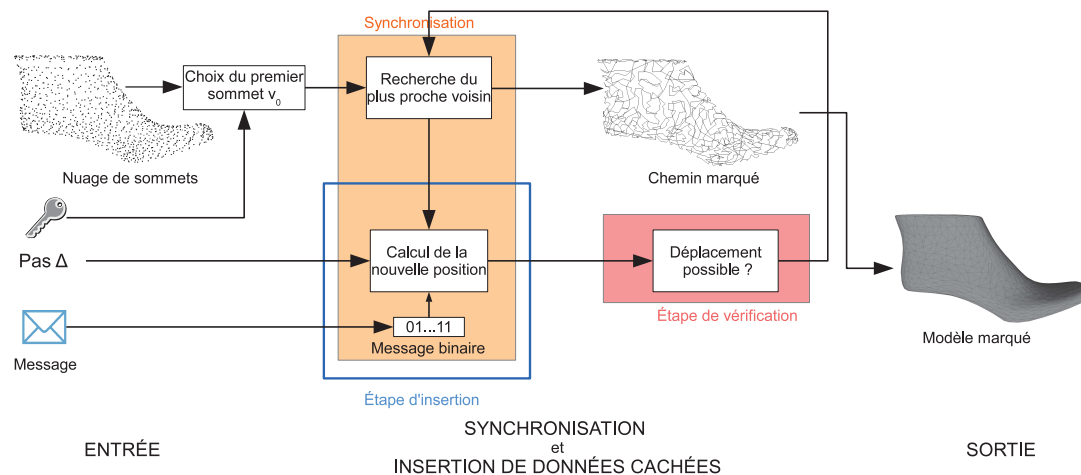 Synchronisation
Choix du premier
sommet v0
Recherche du
plus proche voisin
Nuage de sommets
Chemin marqué
Pas Δ
Calcul de la
nouvelle position
Déplacement
possible ?
01...11
Message binaire
Étape de vérification
Message
Modèle marqué
Étape d'insertion
ENTRÉE
SYNCHRONISATION
et
INSERTION DE DONNÉES CACHÉES
SORTIE